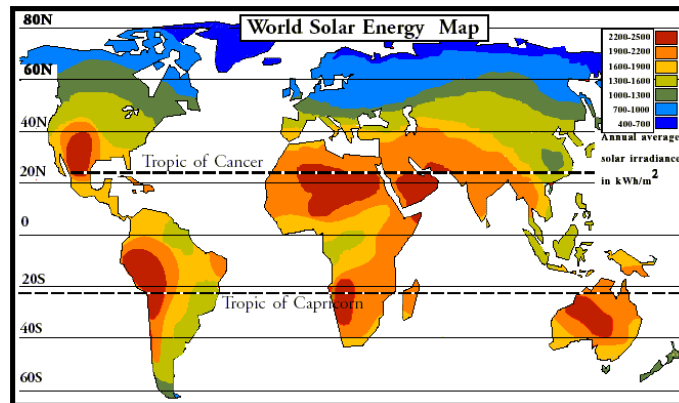 World Solar Energy Map
80N
60N
40N
20N
0
20S
40S
60S
Tropic of Cancer
Tropic of Capricorn
2200-2500
1900-2200
1600-1900
1300-1600
1000-1300
700-1000
400-700
Annual average
solar irradiance
in kWh/m²